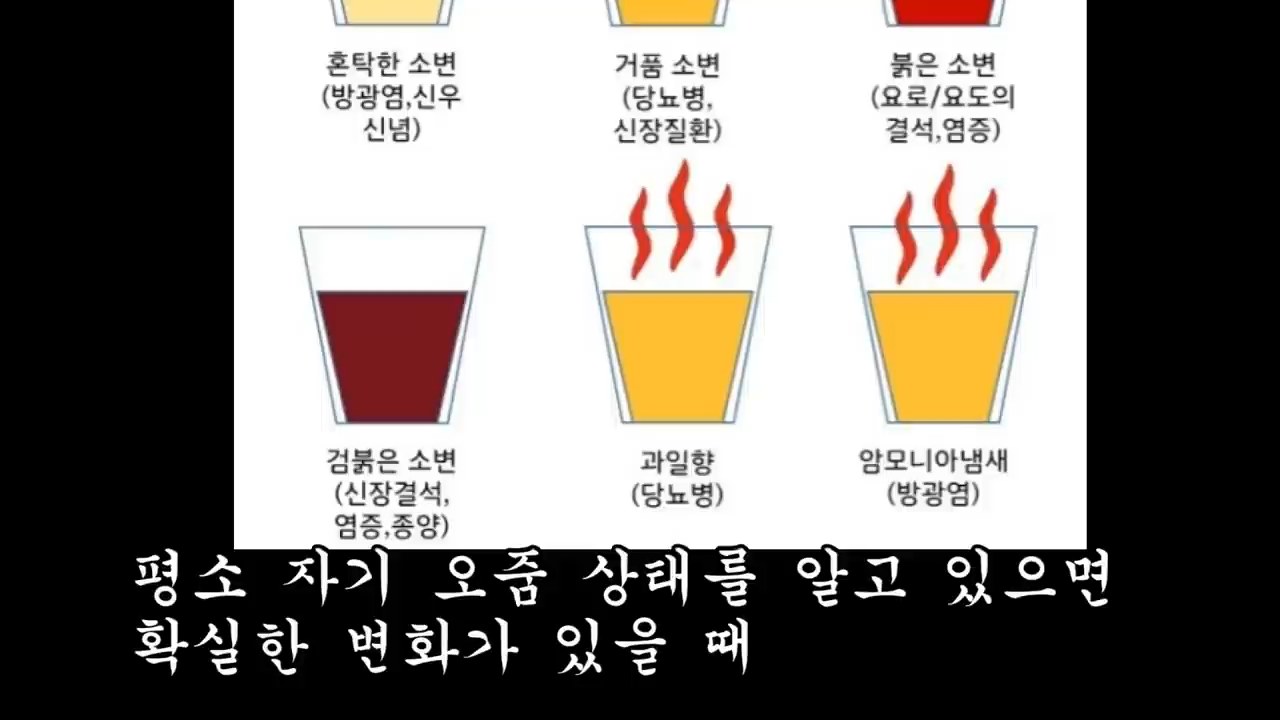 혼탁한 소변
(방광염,신우
신념)
거품 소변
(당뇨병,
신장질환)
붉은 소변
(요로/요도의
결석,염증)
검붉은 소변
(신장결석,
염증,종양)
과일향
(당뇨병)
암모니아냄새
(방광염)
평소 자기 오줌 상태를 알고 있으면
확실한 변화가 있을 때